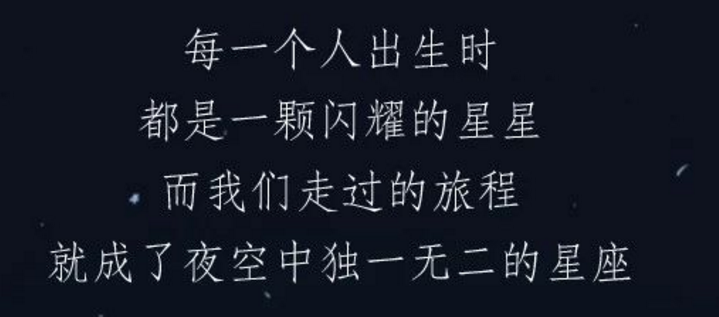 每一个人出生时
都是一颗闪耀的星星
而我们走过的旅程
就成了夜空中独一无二的星座